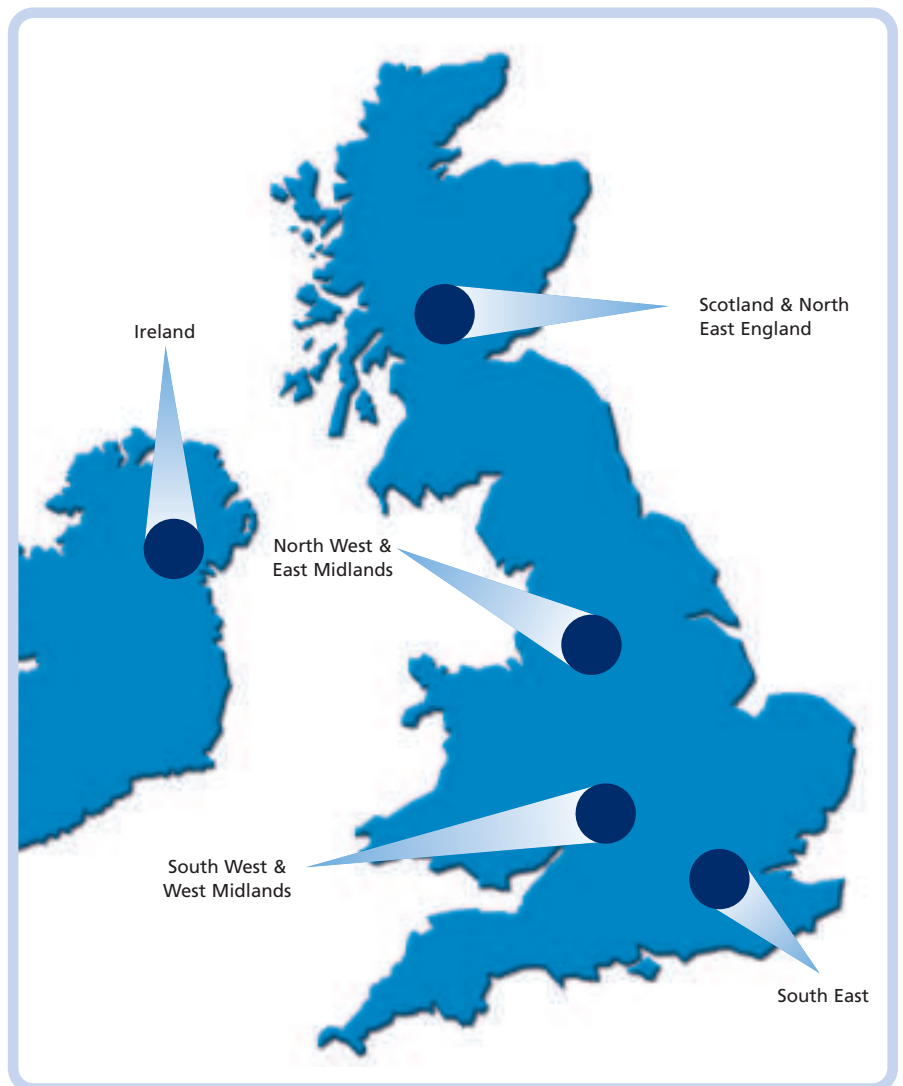 Scotland & North
East England
Ireland
North West &
East Midlands
South West &
West Midlands
South East